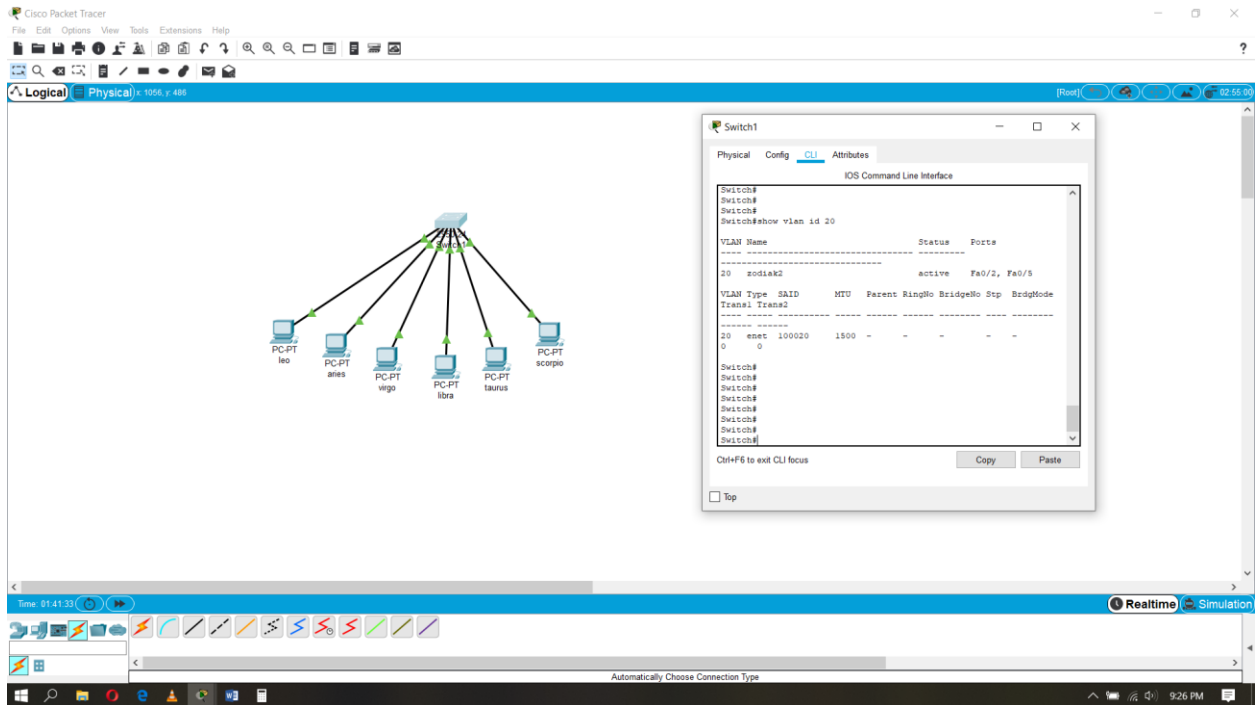 Cisco Packet Tracer
File Edit Options View Tools Extensions Help
?
Logical Physical x: 1056, y: 486 [Root] 02:55:00
Switch1
Physical Config CLI Attributes
IOS Command Line Interface
Switch#
Switch#
Switch#
Switch#show vlan id 20
VLAN Name Status Ports
---- -------------------------------- --------- -------------------------------
20 zodiak2 active Fa0/2, Fa0/5
VLAN Type SAID MTU Parent RingNo BridgeNo Stp BrdgMode
Trans1 Trans2
---- ----- ---------- ----- ------ ------ -------- ---- --------
------ ------
20 enet 100020 1500 - - - - -
0 0
Switch#
Switch#
Switch#
Switch#
Switch#
Switch#
Switch#
Switch#
Ctrl+F6 to exit CLI focus Copy Paste
Top
Switch1
PC-PT
leo
PC-PT
aries
PC-PT
virgo
PC-PT
libra
PC-PT
taurus
PC-PT
scorpio
Time: 01:41:33 Realtime Simulation
Automatically Choose Connection Type
9:26 PM